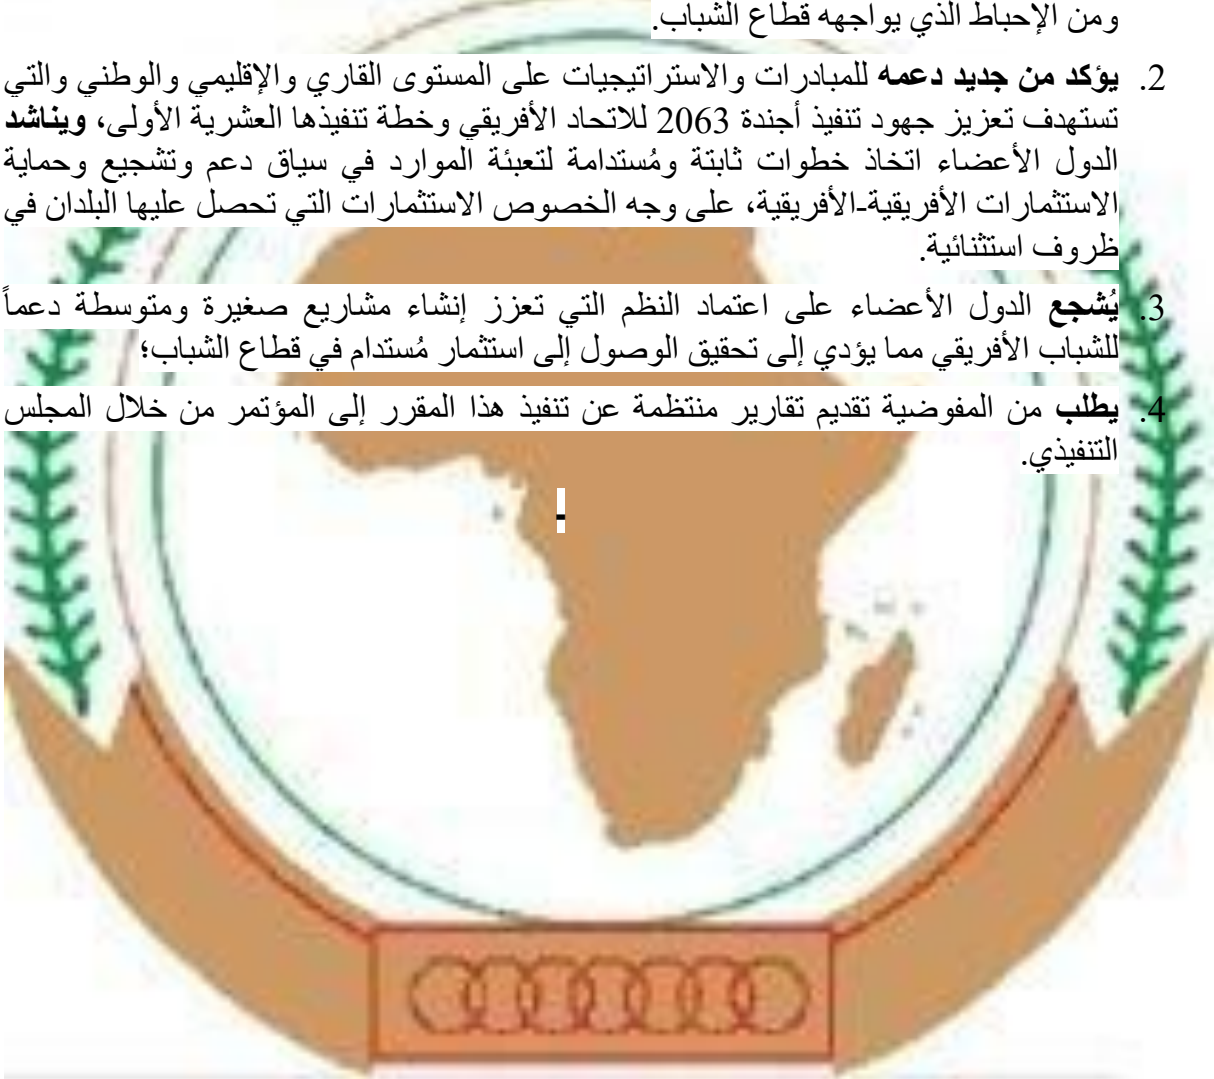 ومن الإحباط الذي يواجهه قطاع الشباب.
2. يؤكد من جديد دعمه للمبادرات والاستراتيجيات على المستوى القاري والإقليمي والوطني والتي
تستهدف تعزيز جهود تنفيذ أجندة 2063 للاتحاد الأفريقي وخطة تنفيذها العشرية الأولى، ويناشد
الدول الأعضاء اتخاذ خطوات ثابتة ومُستدامة لتعبئة الموارد في سياق دعم وتشجيع وحماية
الاستثمارات الأفريقية-الأفريقية، على وجه الخصوص الاستثمارات التي تحصل عليها البلدان في
ظروف استثنائية.
3. يُشجع الدول الأعضاء على اعتماد النظم التي تعزز إنشاء مشاريع صغيرة ومتوسطة دعماً
للشباب الأفريقي مما يؤدي إلى تحقيق الوصول إلى استثمار مُستدام في قطاع الشباب؛
4. يطلب من المفوضية تقديم تقارير منتظمة عن تنفيذ هذا المقرر إلى المؤتمر من خلال المجلس
التنفيذي.
-